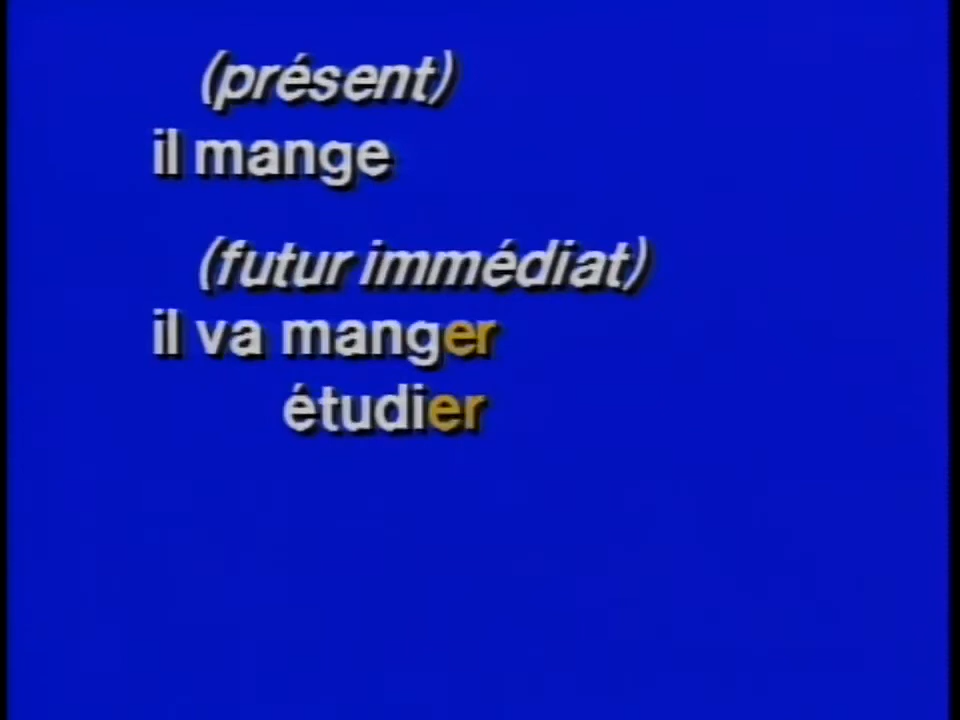 (présent)
il mange
(futur immédiat)
il va manger
étudier